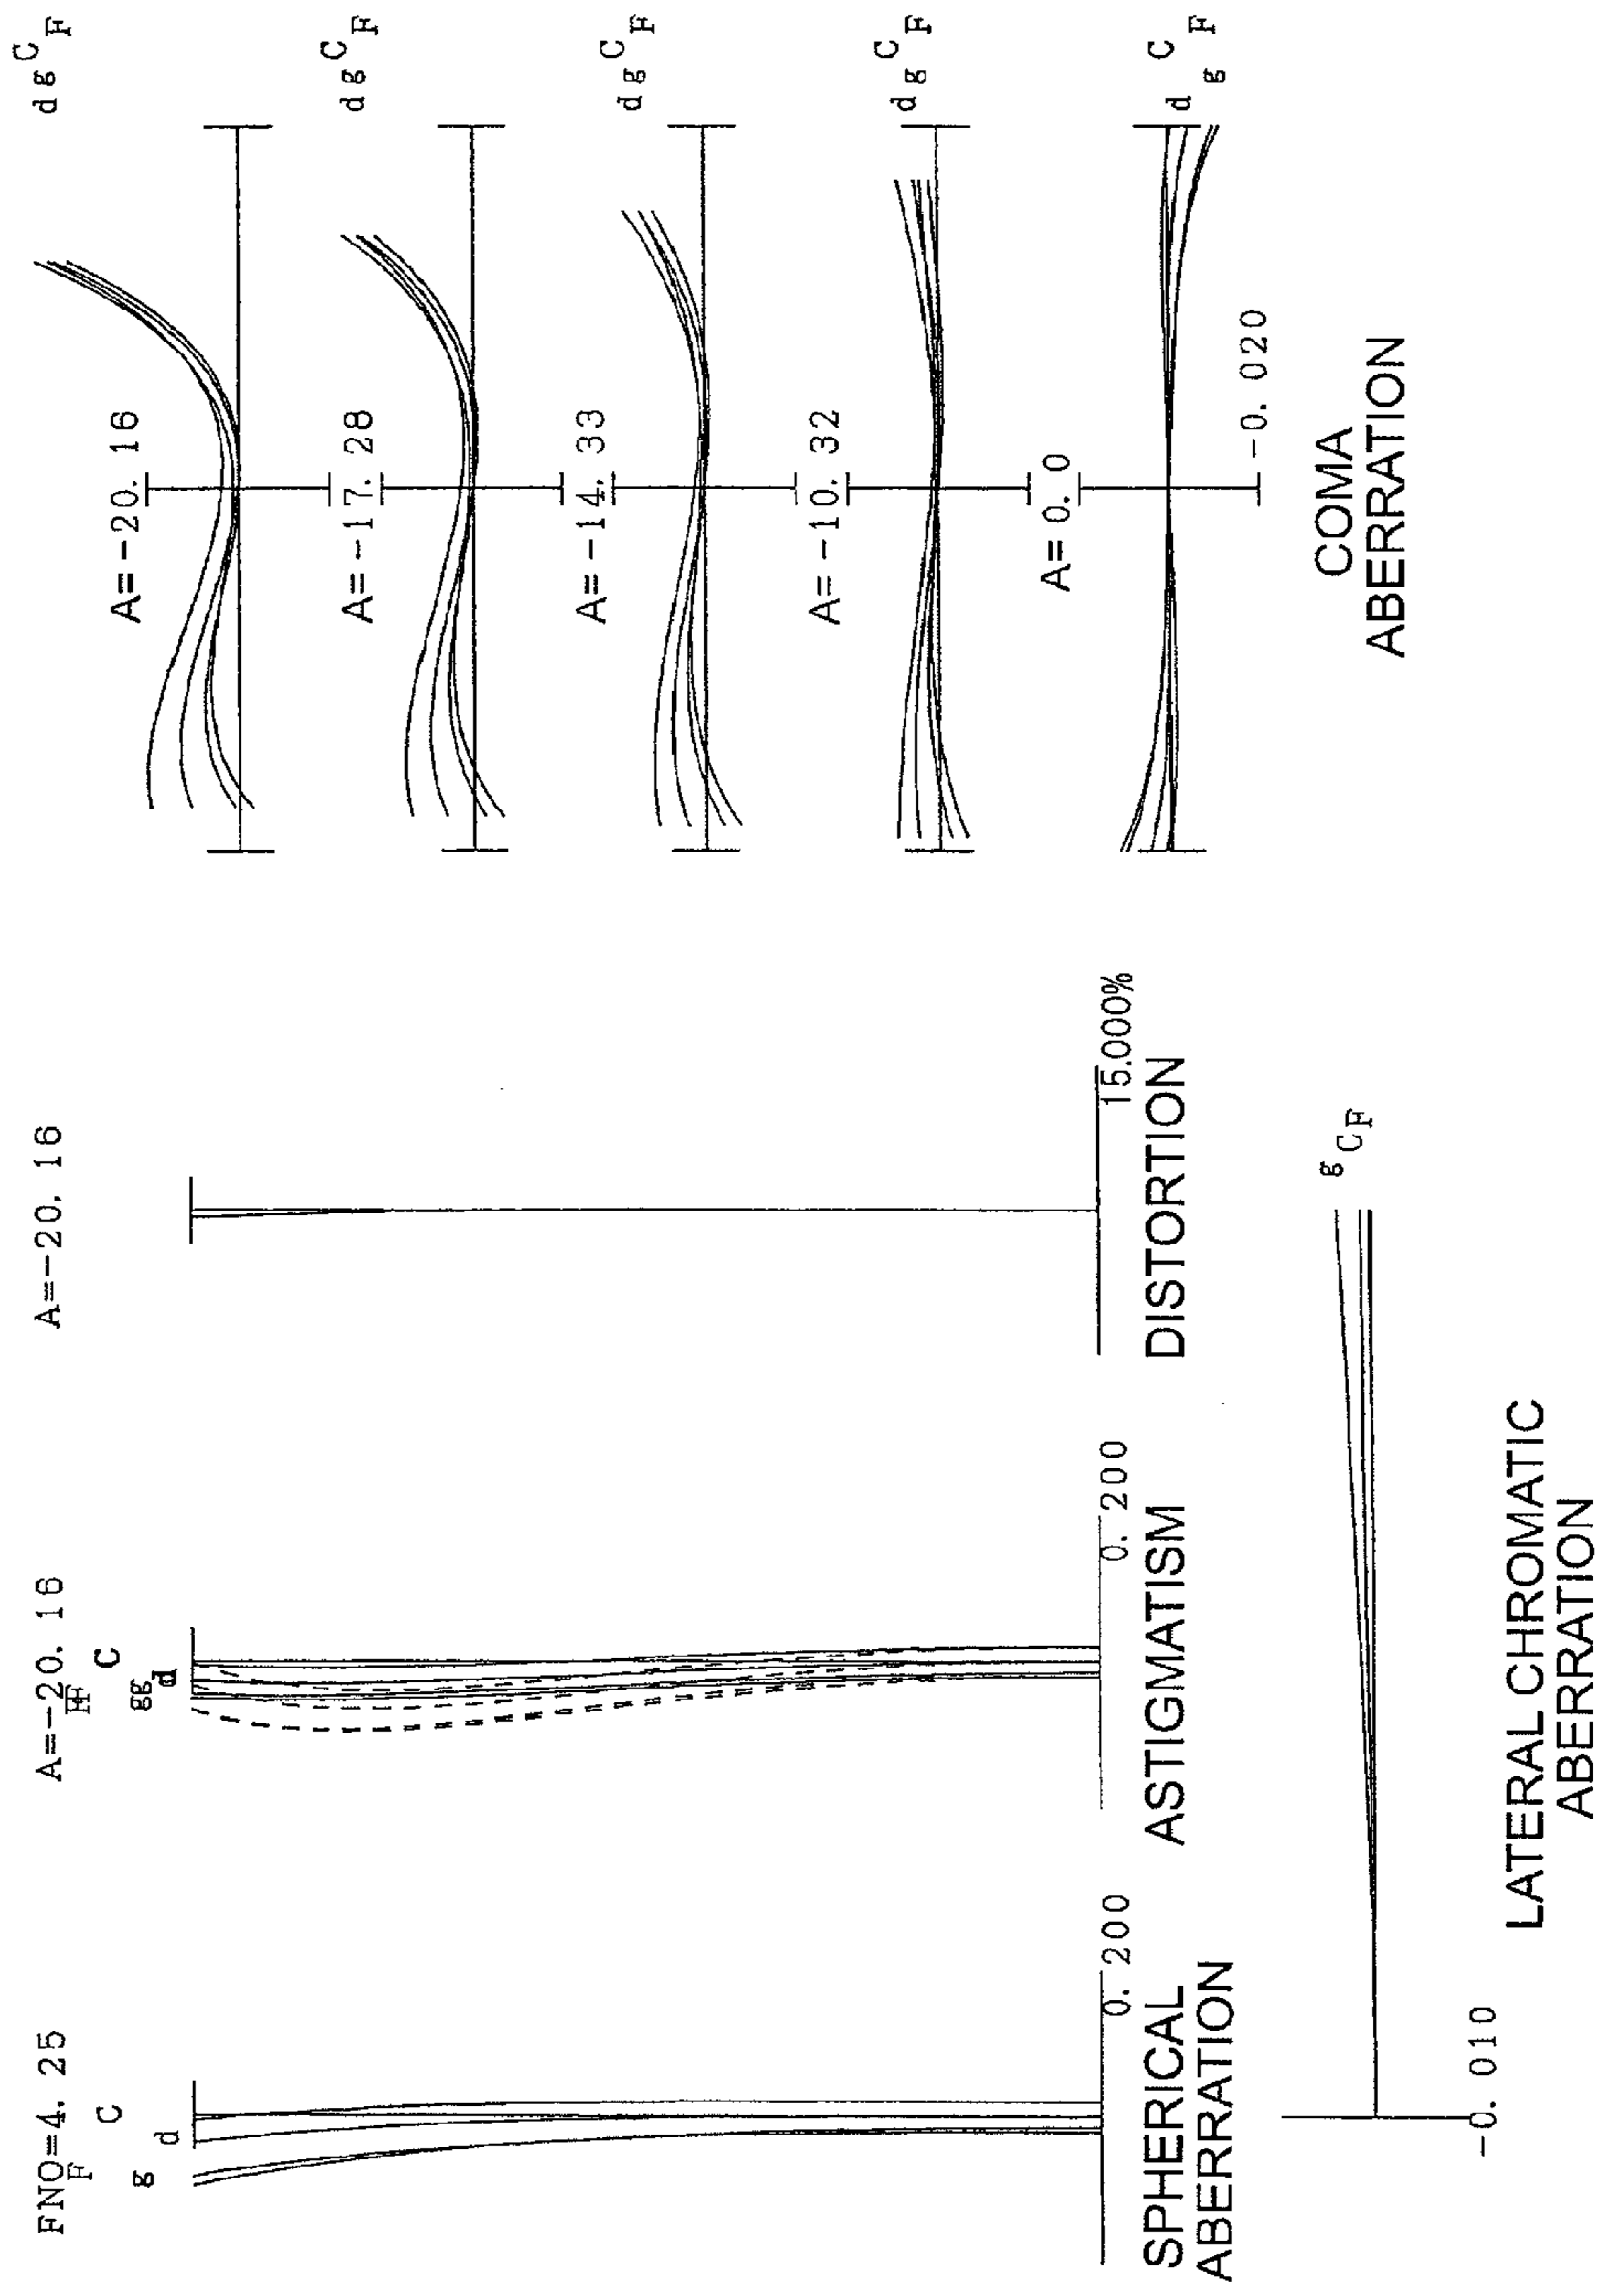 FNO=4. 25
F
C
d
g
0. 200
SPHERICAL
ABERRATION
A=-20. 16
FF
C
gg
d
0. 200
ASTIGMATISM
A=-20. 16
15.000%
DISTORTION
A=-20. 16
d g C F
A=-17. 28
d g C F
A=-14. 33
d g C F
A=-10. 32
d g C F
A= 0. 0
d g C F
-0. 020
COMA
ABERRATION
g C F
-0. 010
LATERAL CHROMATIC
ABERRATION